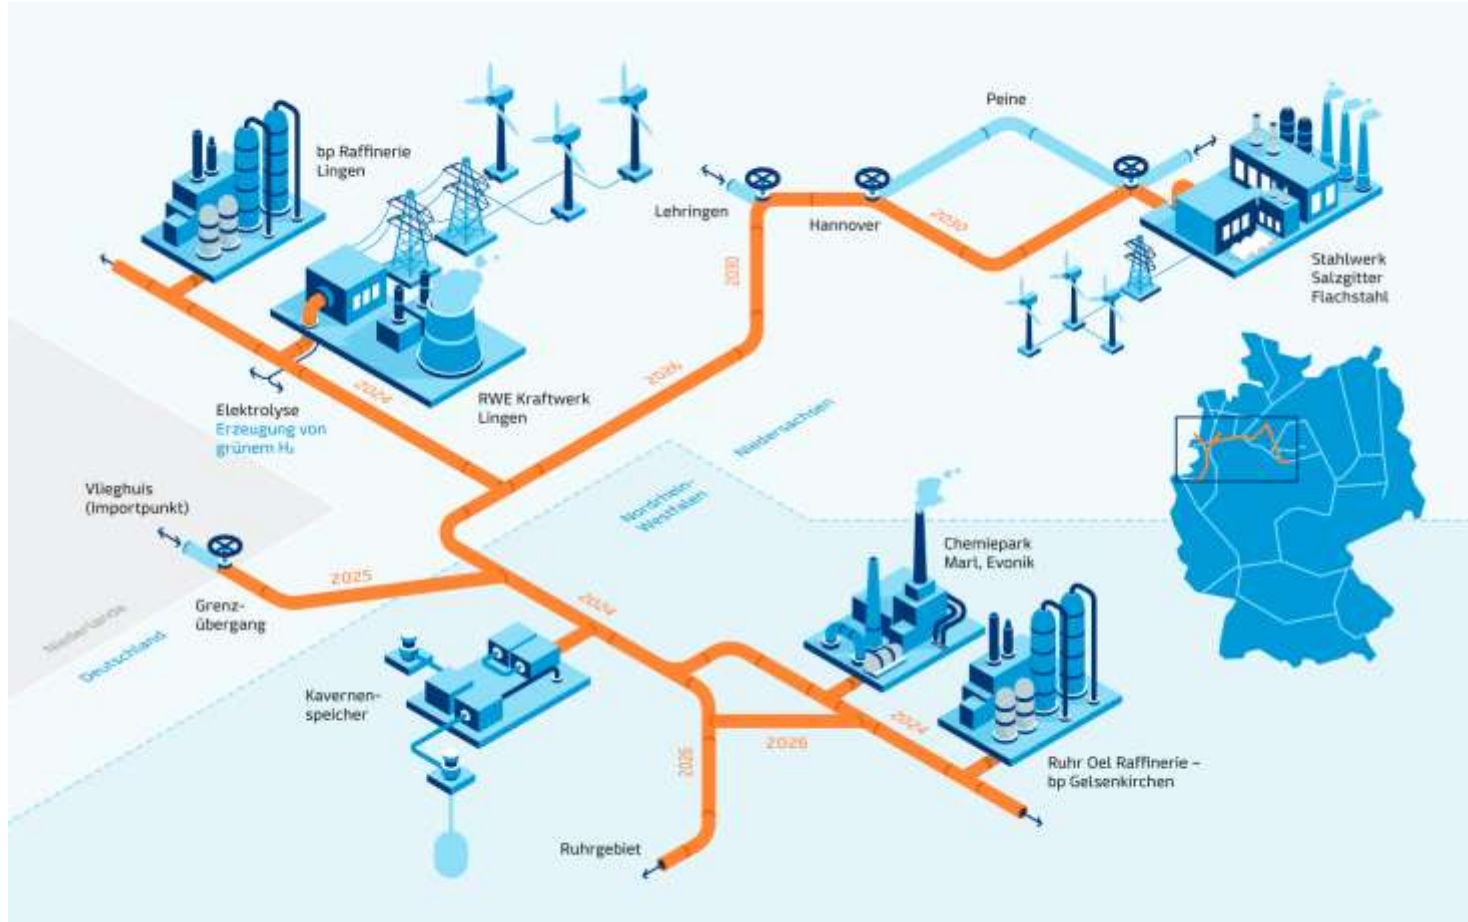 Peine
bp Raffinerie
Lingen
Lehringen
Hannover
2030
2030
Stahlwerk
Salzgitter
Flachstahl
2026
2024
RWE Kraftwerk
Lingen
Elektrolyse
Erzeugung von
grünem H₂
Niedersachsen
Nordrhein-
Westfalen
Vlieghuis
(Importpunkt)
Chemiepark
Marl, Evonik
2025
Grenz-
übergang
2024
Niederlande
Deutschland
Kavernen-
speicher
2024
2026
2026
Ruhr Oel Raffinerie –
bp Gelsenkirchen
Ruhrgebiet